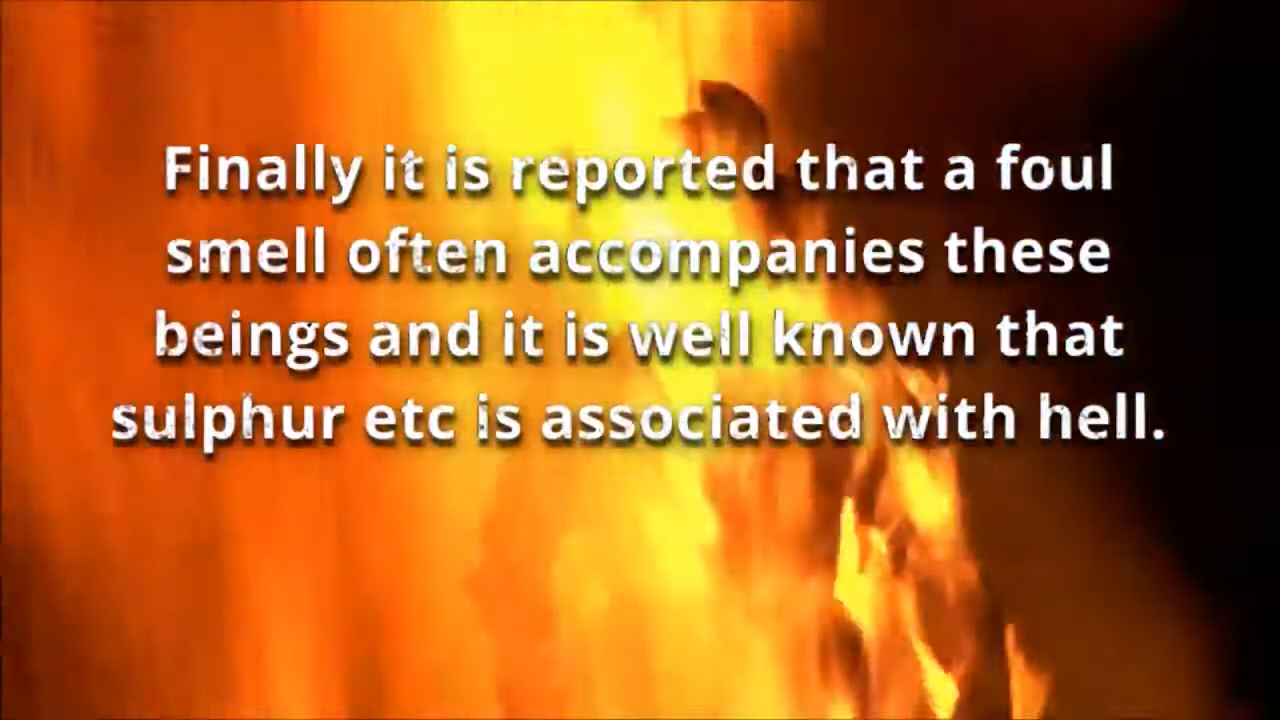 Finally it is reported that a foul
smell often accompanies these
beings and it is well known that
sulphur etc is associated with hell.